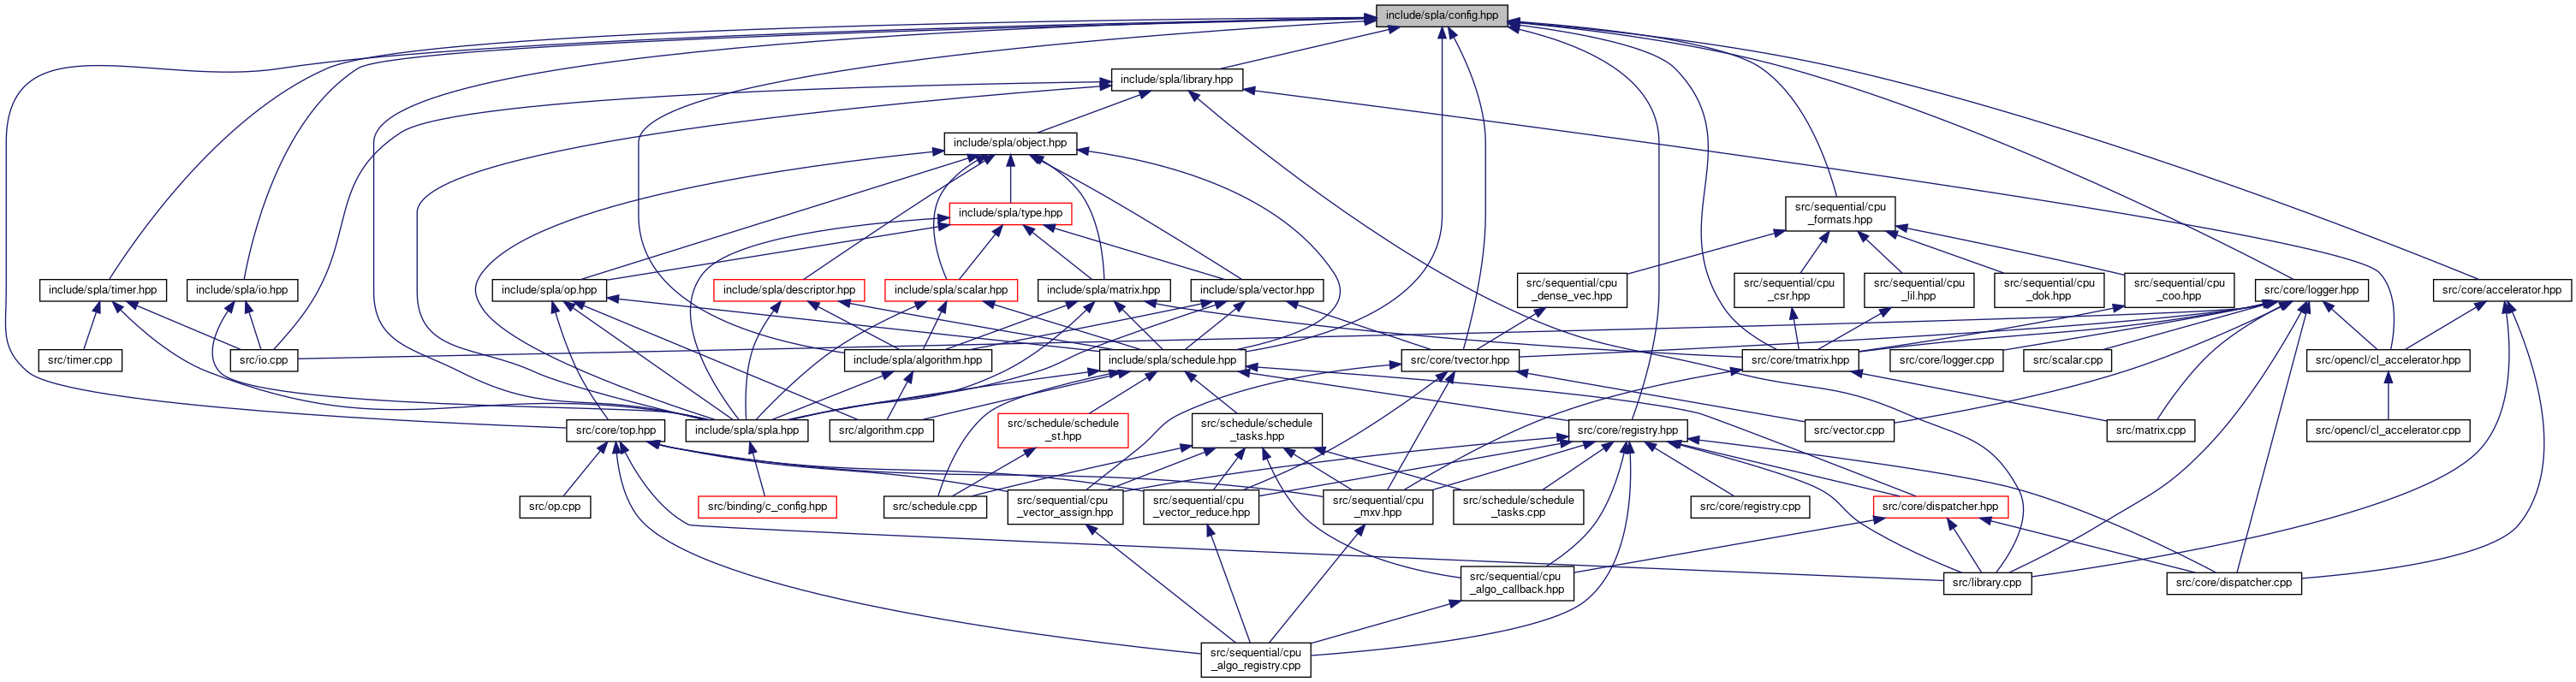 include/spla/config.hpp
include/spla/library.hpp
include/spla/object.hpp
include/spla/type.hpp
src/sequential/cpu
_formats.hpp
include/spla/timer.hpp
include/spla/io.hpp
include/spla/op.hpp
include/spla/descriptor.hpp
include/spla/scalar.hpp
include/spla/matrix.hpp
include/spla/vector.hpp
src/sequential/cpu
_dense_vec.hpp
src/sequential/cpu
_csr.hpp
src/sequential/cpu
_lil.hpp
src/sequential/cpu
_dok.hpp
src/sequential/cpu
_coo.hpp
src/core/logger.hpp
src/core/accelerator.hpp
src/timer.cpp
src/io.cpp
include/spla/algorithm.hpp
include/spla/schedule.hpp
src/core/tvector.hpp
src/core/tmatrix.hpp
src/core/logger.cpp
src/scalar.cpp
src/opencl/cl_accelerator.hpp
src/core/top.hpp
include/spla/spla.hpp
src/algorithm.cpp
src/schedule/schedule
_st.hpp
src/schedule/schedule
_tasks.hpp
src/core/registry.hpp
src/vector.cpp
src/matrix.cpp
src/opencl/cl_accelerator.cpp
src/op.cpp
src/binding/c_config.hpp
src/schedule.cpp
src/sequential/cpu
_vector_assign.hpp
src/sequential/cpu
_vector_reduce.hpp
src/sequential/cpu
_mxv.hpp
src/schedule/schedule
_tasks.cpp
src/core/registry.cpp
src/core/dispatcher.hpp
src/sequential/cpu
_algo_callback.hpp
src/library.cpp
src/core/dispatcher.cpp
src/sequential/cpu
_algo_registry.cpp